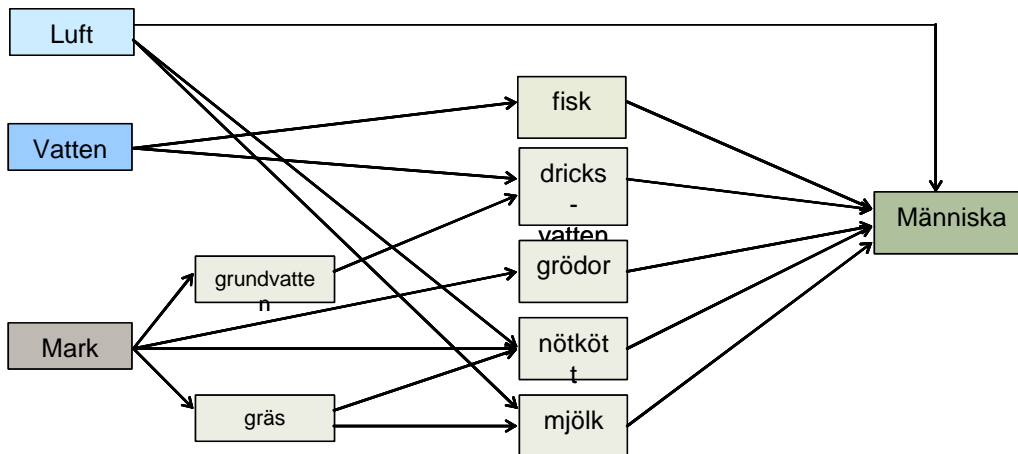 Luft
fisk
Vatten
dricks
-
vatten
Människa
grundvatte
n
grödor
Mark
nötköt
t
gräs
mjölk